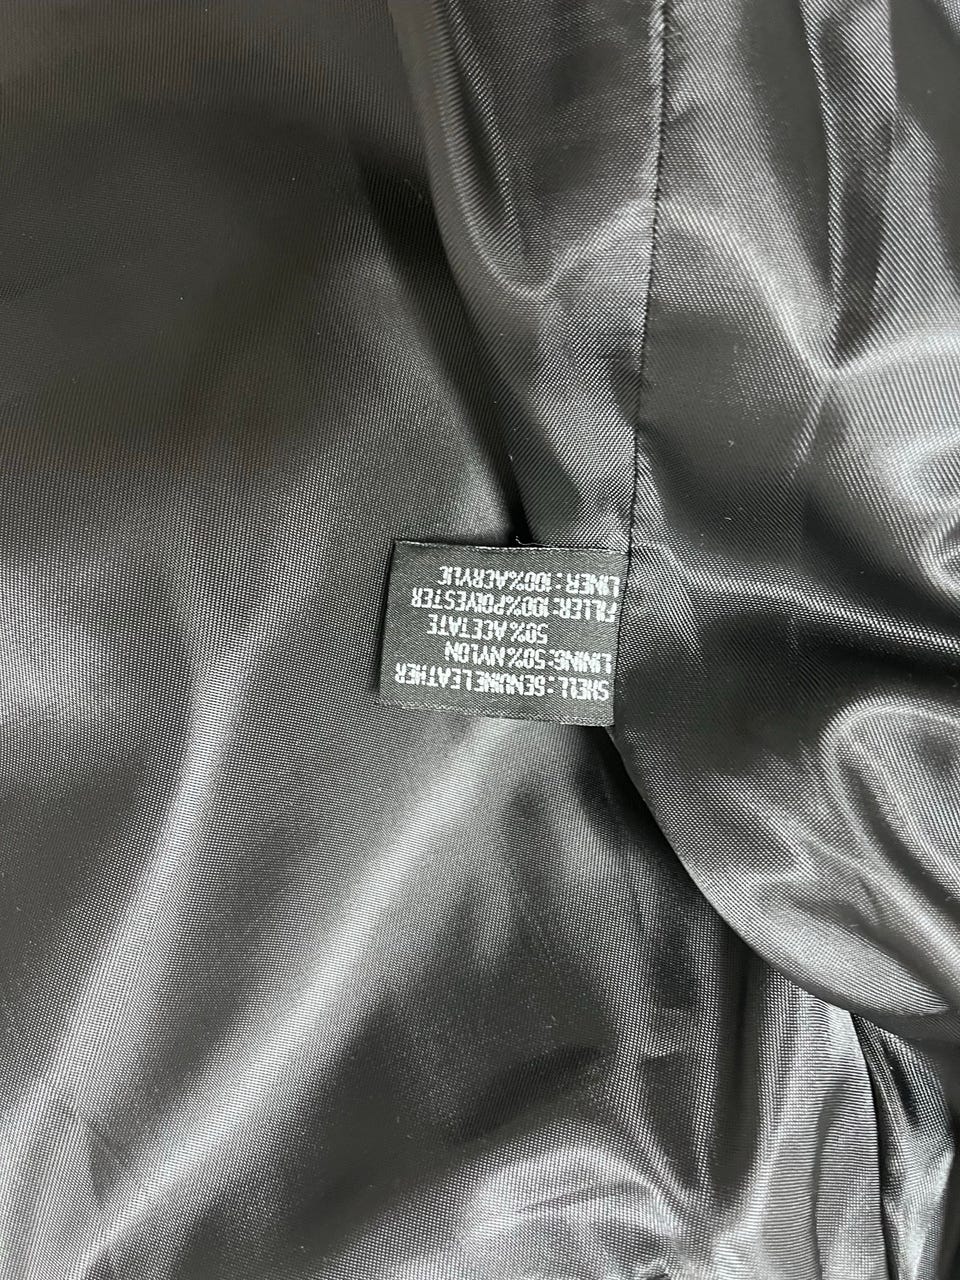 SHELL:GENUINE LEATHER
LINING:50%NYLON
50%ACETATE
FILLER:100%POLYESTER
LINER:100%ACRYLIC